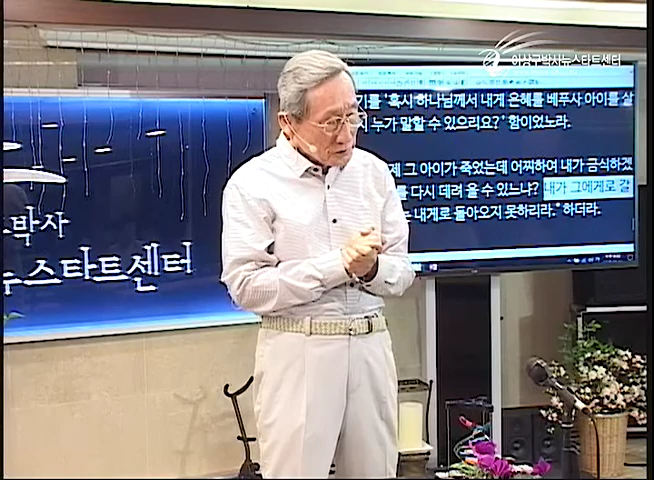 이상구박사뉴스타트센터
지를 '혹시 하나님께서 내게 은혜를 베푸사 아이를 살
누가 말할 수 있으리요?' 함이었노라.
그 아이가 죽었는데 어찌하여 내가 금식하겠
를 다시 데려 올 수 있느냐? 내가 그에게로 갈
내게로 돌아오지 못하리라." 하더라.
박사
뉴스타트센터